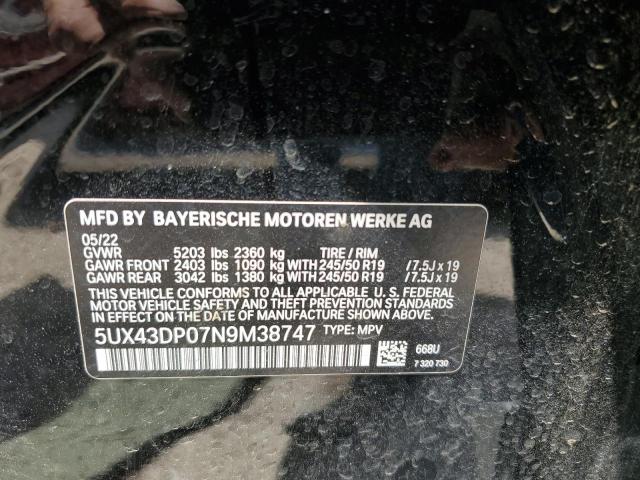 MFD BY BAYERISCHE MOTOREN WERKE AG
05/22
GVWR 5203 lbs 2360 kg TIRE / RIM
GAWR FRONT 2403 lbs 1090 kg WITH 245/50 R19 / 7.5J x 19
GAWR REAR 3042 lbs 1380 kg WITH 245/50 R19 / 7.5J x 19
THIS VEHICLE CONFORMS TO ALL APPLICABLE U. S. FEDERAL
MOTOR VEHICLE SAFETY AND THEFT PREVENTION STANDARDS
IN EFFECT ON THE DATE OF MANUFACTURE SHOWN ABOVE.
5UX43DP07N9M38747 TYPE: MPV
668U
7 320 730